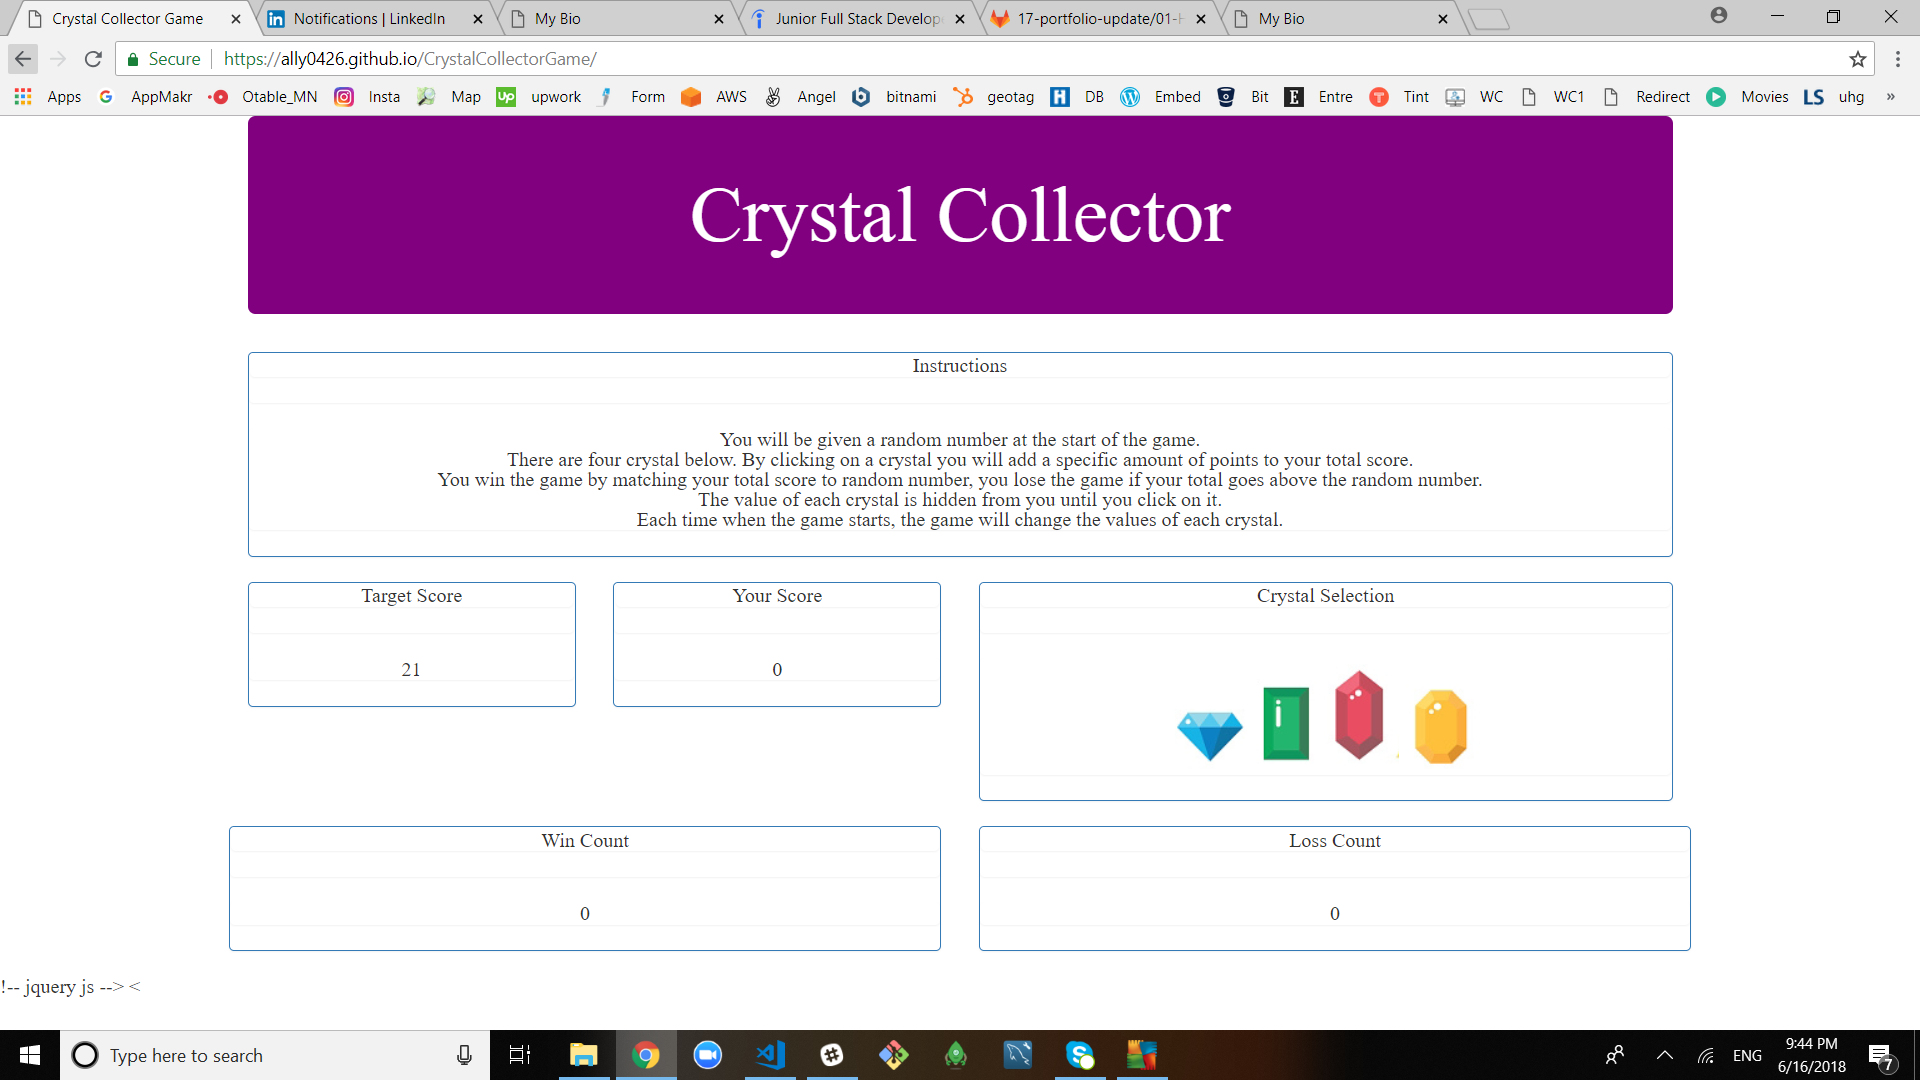 Crystal Collector Game
Notifications | LinkedIn
My Bio
Junior Full Stack Develop
17-portfolio-update/01-H
My Bio
Secure https://ally0426.github.io/CrystalCollectorGame/
Apps AppMakr Otable_MN Insta Map upwork Form AWS Angel bitnami geotag DB Embed Bit Entre Tint WC WC1 Redirect Movies uhg »
Crystal Collector
Instructions
You will be given a random number at the start of the game.
There are four crystal below. By clicking on a crystal you will add a specific amount of points to your total score.
You win the game by matching your total score to random number, you lose the game if your total goes above the random number.
The value of each crystal is hidden from you until you click on it.
Each time when the game starts, the game will change the values of each crystal.
Target Score
21
Your Score
0
Crystal Selection
Win Count
0
Loss Count
0
!-- jquery js --> <
Type here to search
ENG
9:44 PM
6/16/2018
7